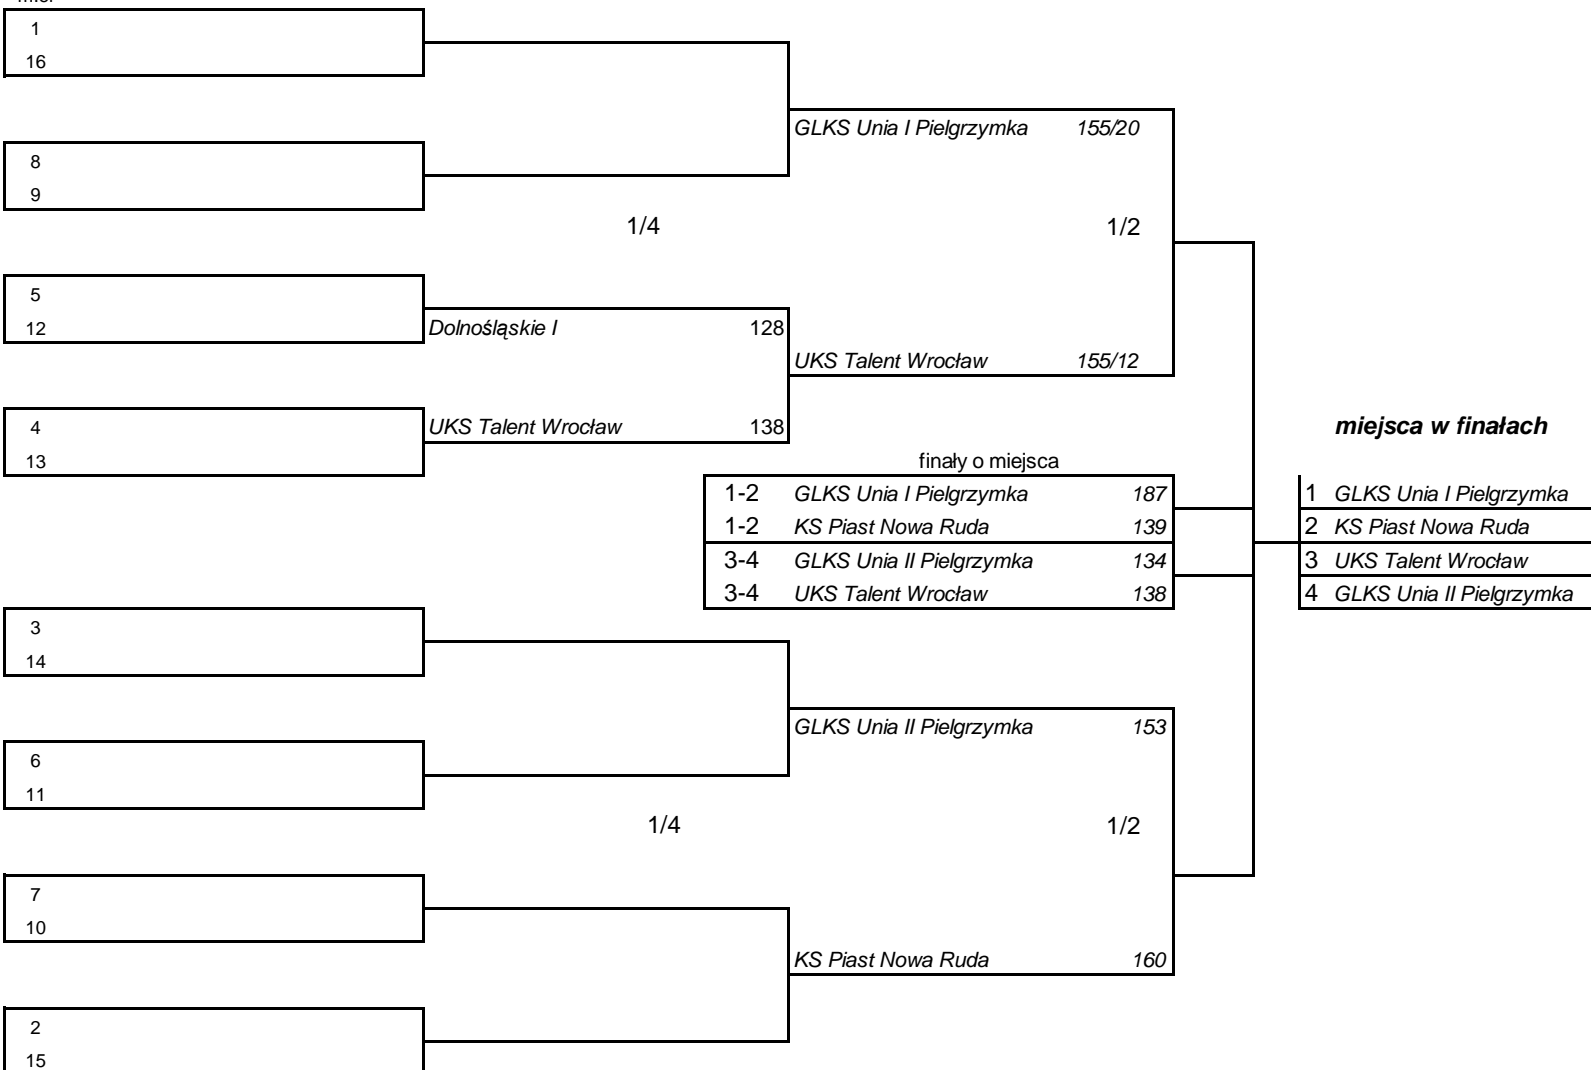 1
16
GLKS Unia I Pielgrzymka 155/20
8
9
1/4 1/2
5
12 Dolnośląskie I 128
UKS Talent Wrocław 155/12
4 UKS Talent Wrocław 138 miejsca w finałach
13 finały o miejsca
1-2 GLKS Unia I Pielgrzymka 187 1 GLKS Unia I Pielgrzymka
1-2 KS Piast Nowa Ruda 139 2 KS Piast Nowa Ruda
3-4 GLKS Unia II Pielgrzymka 134 3 UKS Talent Wrocław
3-4 UKS Talent Wrocław 138 4 GLKS Unia II Pielgrzymka
3
14
GLKS Unia II Pielgrzymka 153
6
11
1/4 1/2
7
10
KS Piast Nowa Ruda 160
2
15